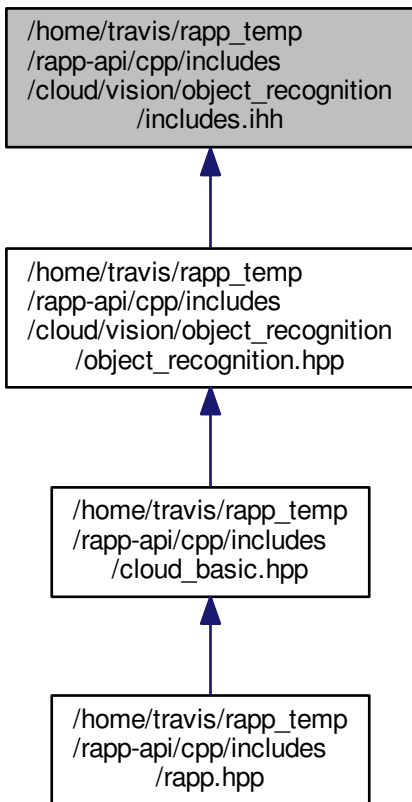 /home/travis/rapp_temp
/rapp-api/cpp/includes
/cloud/vision/object_recognition
/includes.ihh
/home/travis/rapp_temp
/rapp-api/cpp/includes
/cloud/vision/object_recognition
/object_recognition.hpp
/home/travis/rapp_temp
/rapp-api/cpp/includes
/cloud_basic.hpp
/home/travis/rapp_temp
/rapp-api/cpp/includes
/rapp.hpp